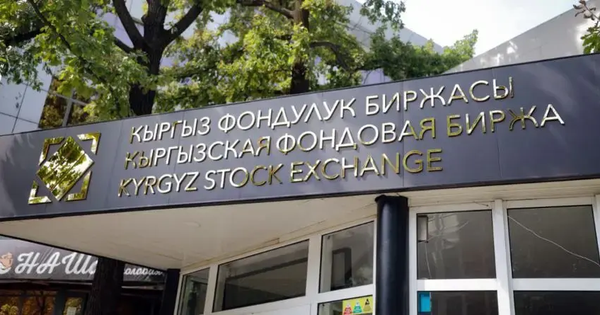 КЫРГЫЗ ФОНДУЛУК БИРЖАСЫ
КЫРГЫЗСКАЯ ФОНДОВАЯ БИРЖА
KYRGYZ STOCK EXCHANGE